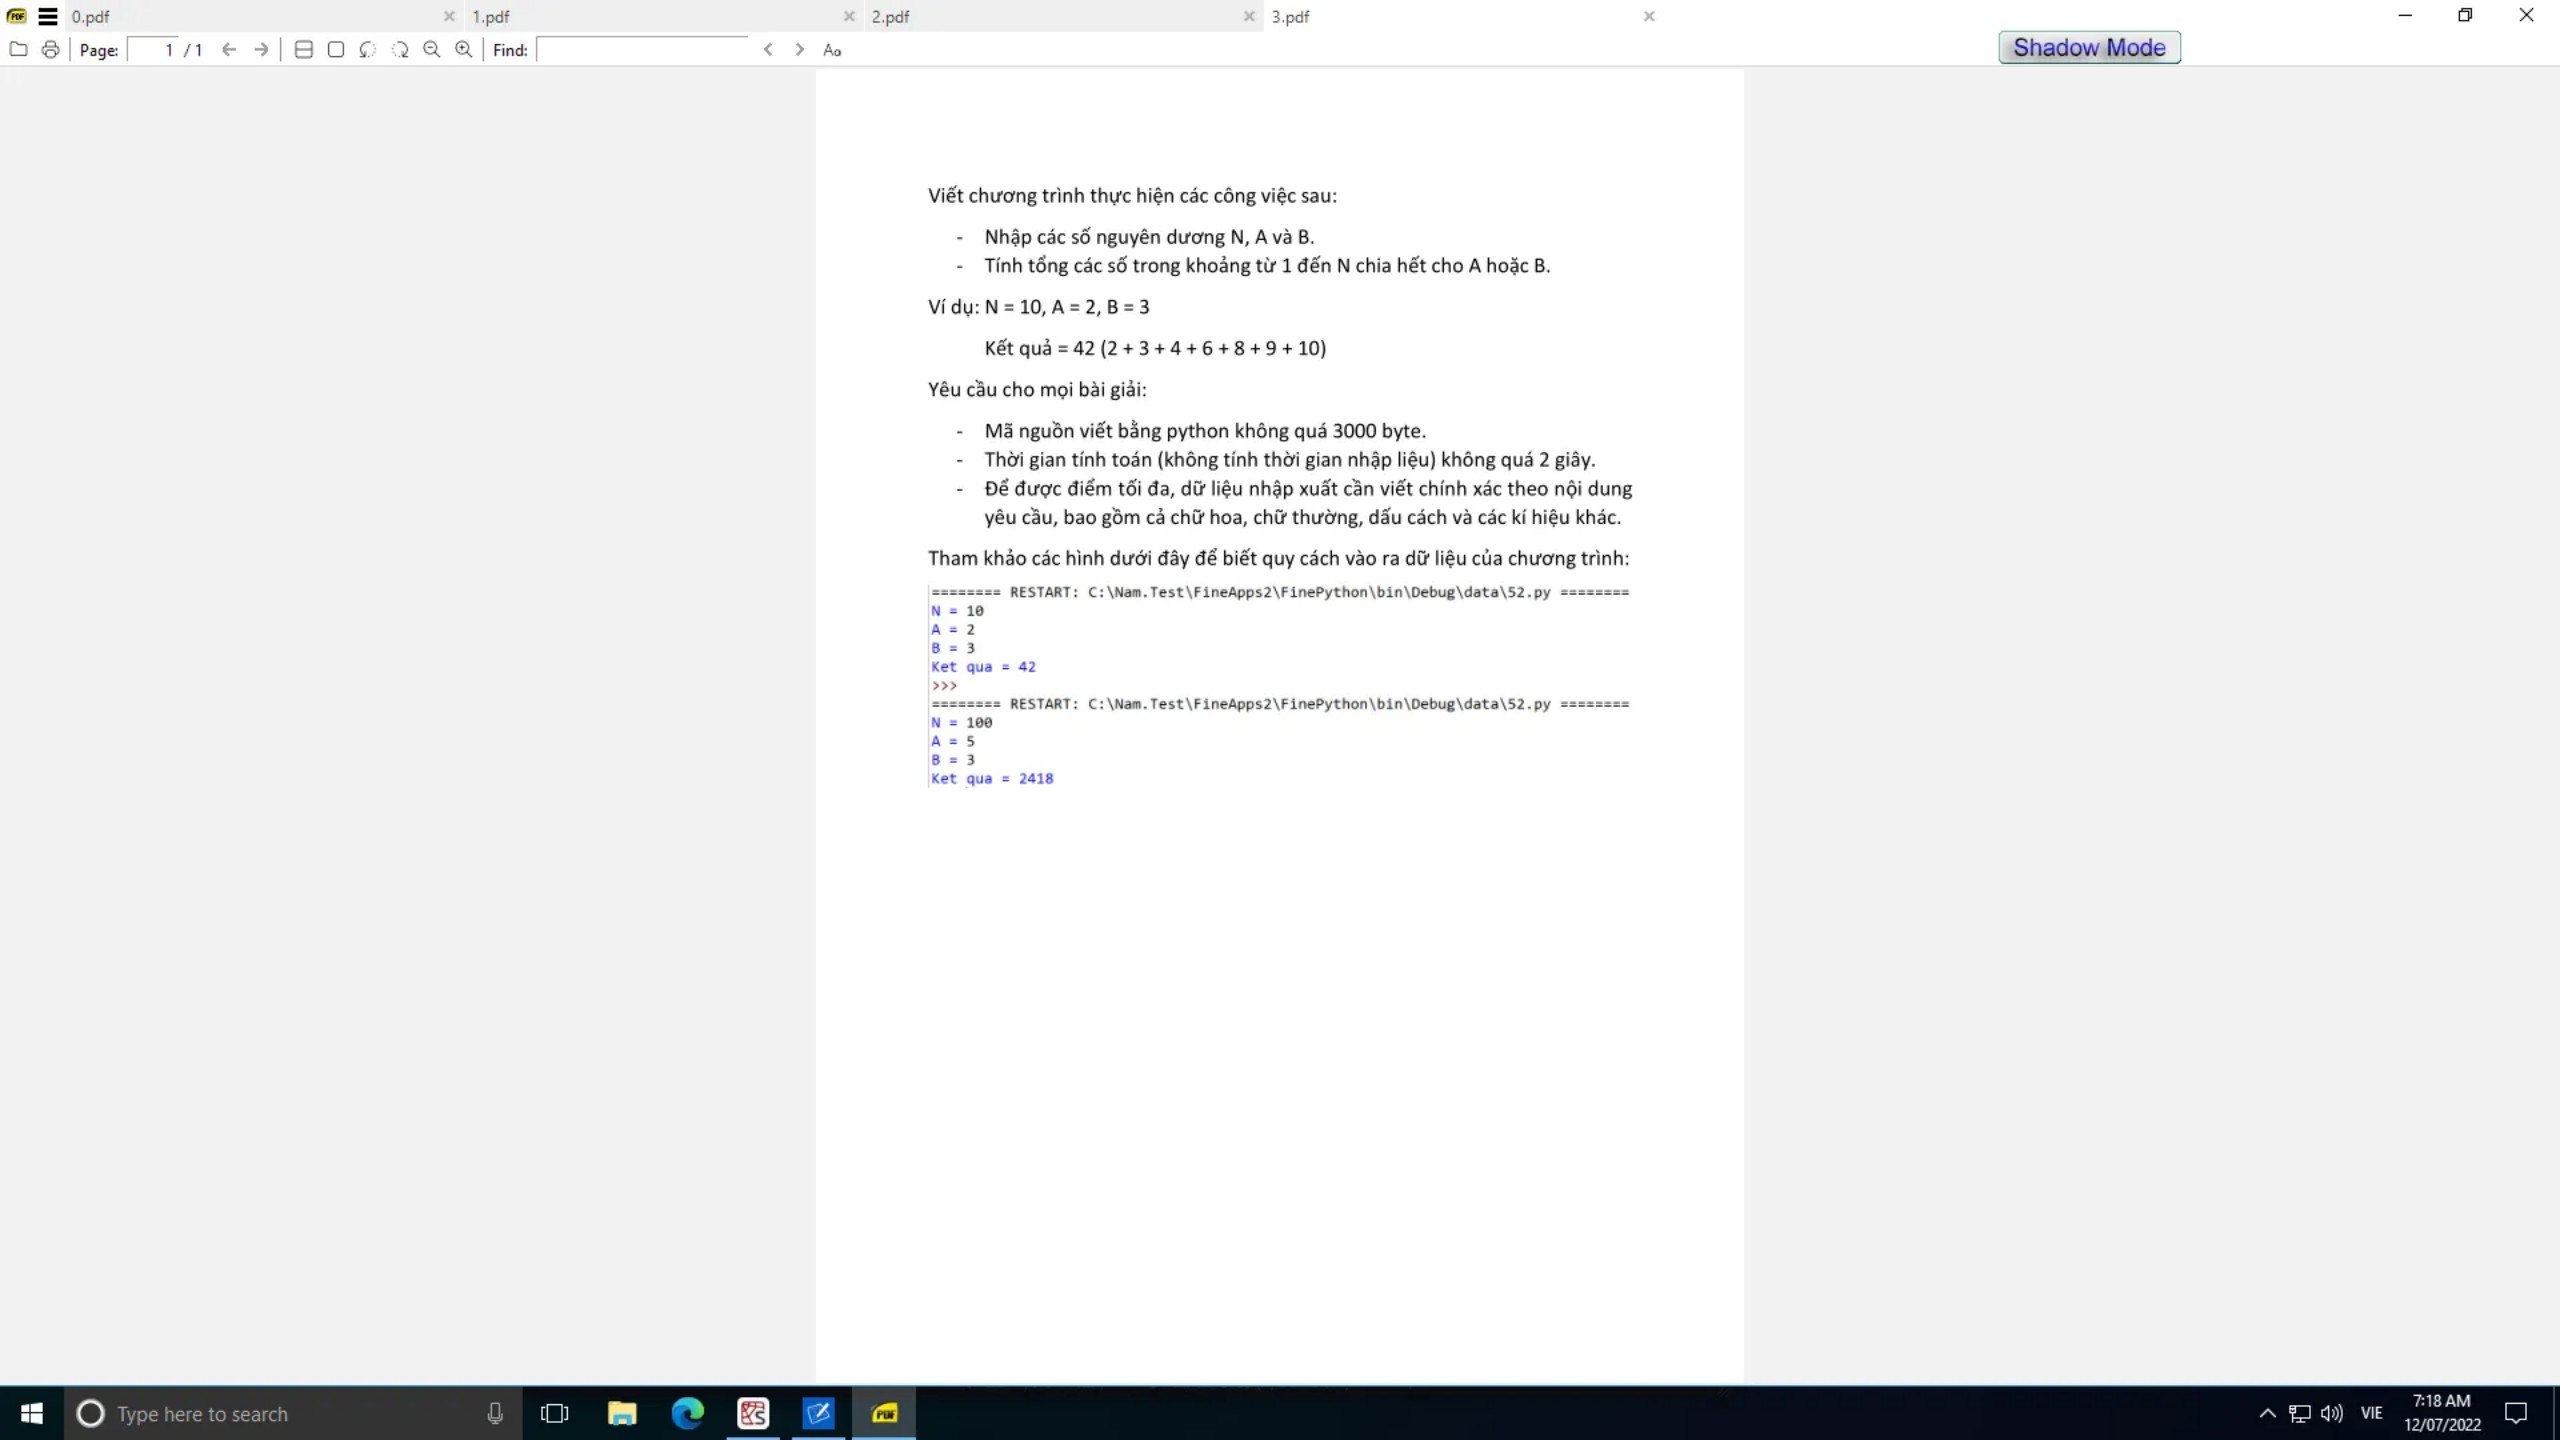 0.pdf
1.pdf
2.pdf
3.pdf
Page: 1 / 1 Find: Aa
Shadow Mode
Viết chương trình thực hiện các công việc sau:
- Nhập các số nguyên dương N, A và B.
- Tính tổng các số trong khoảng từ 1 đến N chia hết cho A hoặc B.
Ví dụ: N = 10, A = 2, B = 3
Kết quả = 42 (2 + 3 + 4 + 6 + 8 + 9 + 10)
Yêu cầu cho mọi bài giải:
- Mã nguồn viết bằng python không quá 3000 byte.
- Thời gian tính toán (không tính thời gian nhập liệu) không quá 2 giây.
- Để được điểm tối đa, dữ liệu nhập xuất cần viết chính xác theo nội dung
yêu cầu, bao gồm cả chữ hoa, chữ thường, dấu cách và các kí hiệu khác.
Tham khảo các hình dưới đây để biết quy cách vào ra dữ liệu của chương trình:
======== RESTART: C:\Nam.Test\FineApps2\FinePython\bin\Debug\data\52.py ========
N = 10
A = 2
B = 3
Ket qua = 42
>>>
======== RESTART: C:\Nam.Test\FineApps2\FinePython\bin\Debug\data\52.py ========
N = 100
A = 5
B = 3
Ket qua = 2418
Type here to search
PDF
VIE
7:18 AM
12/07/2022